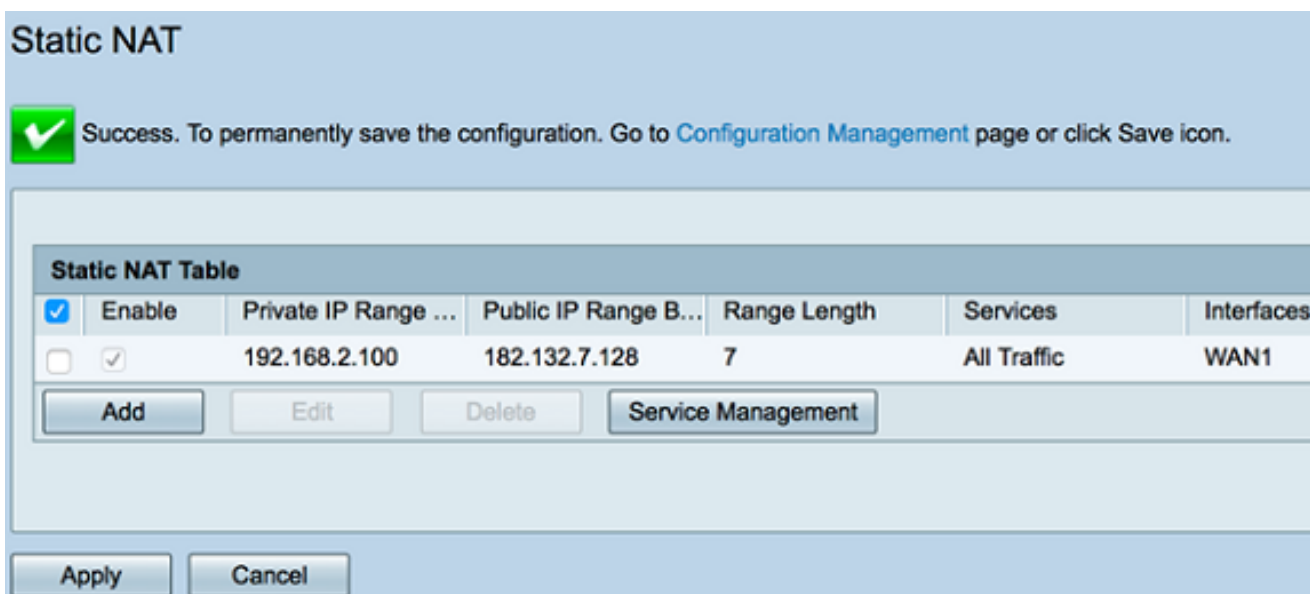 Static NAT
Success. To permanently save the configuration. Go to Configuration Management page or click Save icon.
Static NAT Table
Enable Private IP Range ... Public IP Range B... Range Length Services Interfaces
192.168.2.100 182.132.7.128 7 All Traffic WAN1
Add Edit Delete Service Management
Apply Cancel